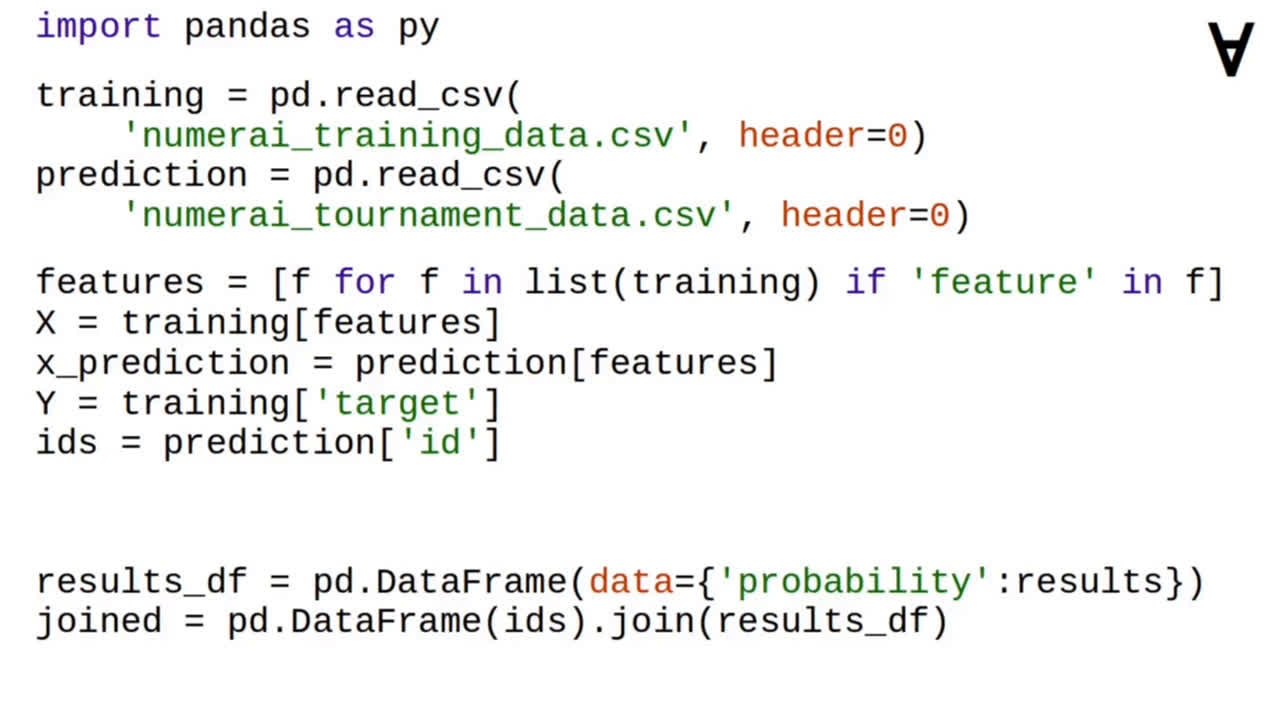 import pandas as py
∀
training = pd.read_csv(
    'numerai_training_data.csv', header=0)
prediction = pd.read_csv(
    'numerai_tournament_data.csv', header=0)
features = [f for f in list(training) if 'feature' in f]
X = training[features]
x_prediction = prediction[features]
Y = training['target']
ids = prediction['id']
results_df = pd.DataFrame(data={'probability':results})
joined = pd.DataFrame(ids).join(results_df)